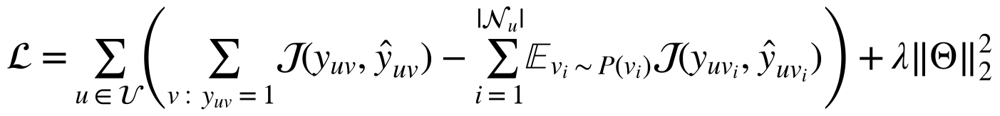 ℒ = ∑_{u ∈ 𝒰} ( ∑_{v : y_{uv} = 1} 𝒥(y_{uv}, ŷ_{uv}) − ∑_{i = 1}^{|𝒩_u|} 𝔼_{v_i ∼ P(v_i)} 𝒥(y_{uv_i}, ŷ_{uv_i}) ) + λ‖Θ‖_2^2